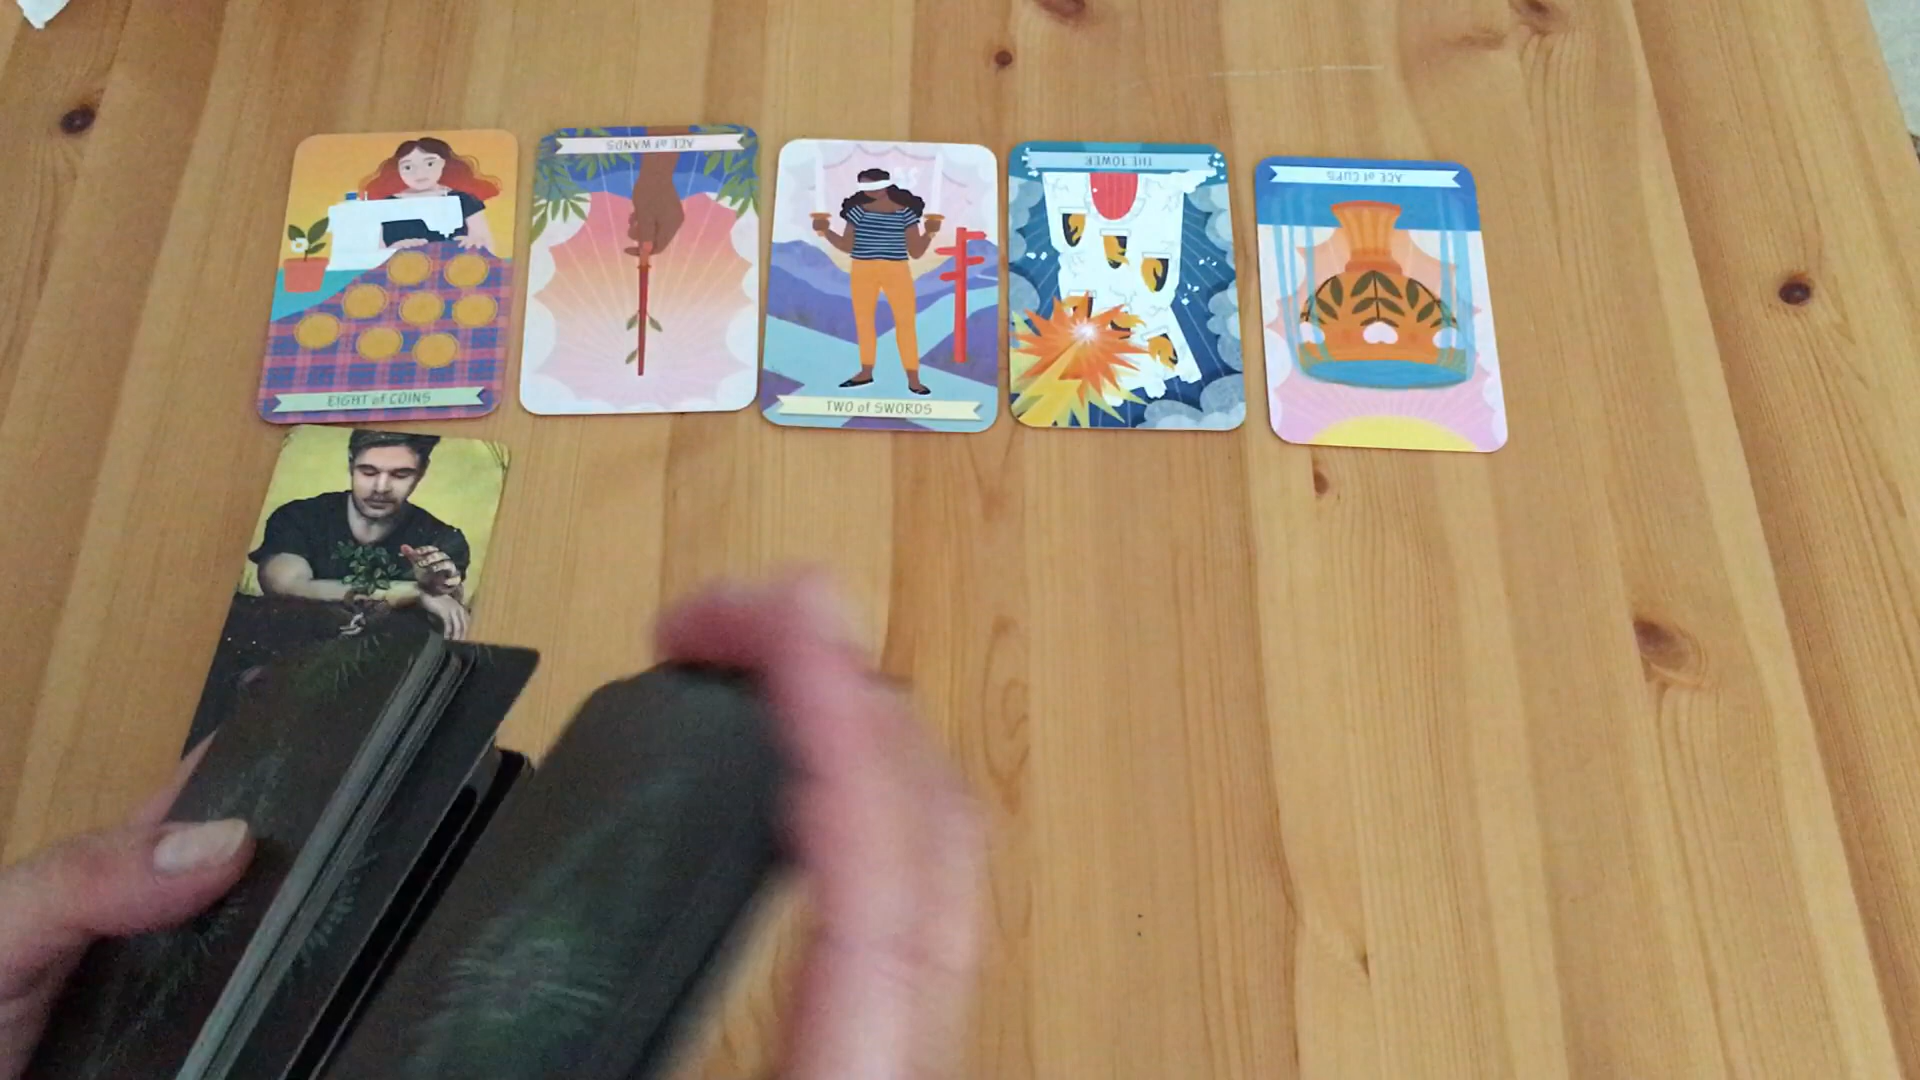 EIGHT of COINS
ACE of WANDS
TWO of SWORDS
THE TOWER
ACE of CUPS